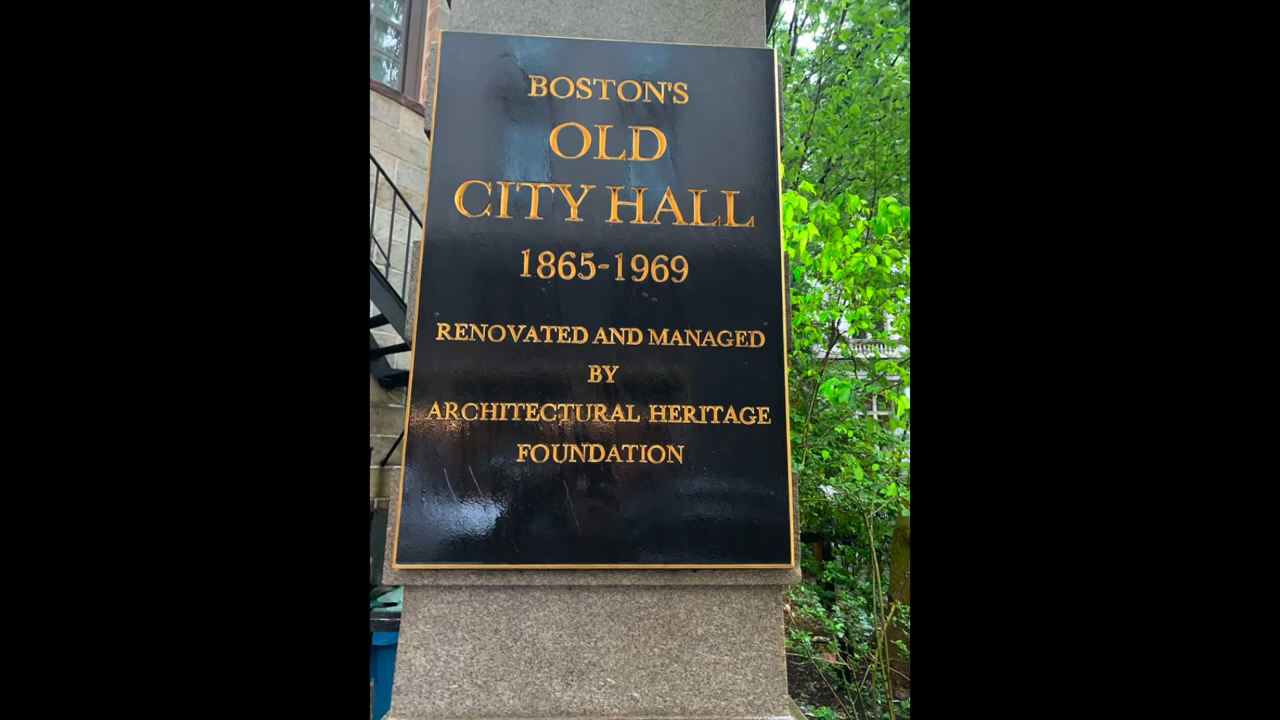 BOSTON'S
OLD
CITY HALL
1865-1969
RENOVATED AND MANAGED
BY
ARCHITECTURAL HERITAGE
FOUNDATION